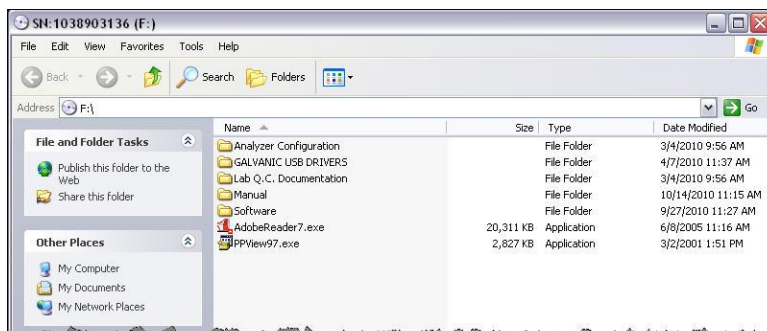 SN:1038903136 (F:)
File Edit View Favorites Tools Help
Back Search Folders
Address F:\ Go
Name Size Type Date Modified
File and Folder Tasks
Publish this folder to the
Web
Share this folder
Other Places
My Computer
My Documents
My Network Places
Analyzer Configuration File Folder 3/4/2010 9:56 AM
GALVANIC USB DRIVERS File Folder 4/7/2010 11:37 AM
Lab Q.C. Documentation File Folder 3/4/2010 9:56 AM
Manual File Folder 10/14/2010 11:15 AM
Software File Folder 9/27/2010 11:27 AM
AdobeReader7.exe 20,311 KB Application 6/8/2005 11:16 AM
PPView97.exe 2,827 KB Application 3/2/2001 1:51 PM